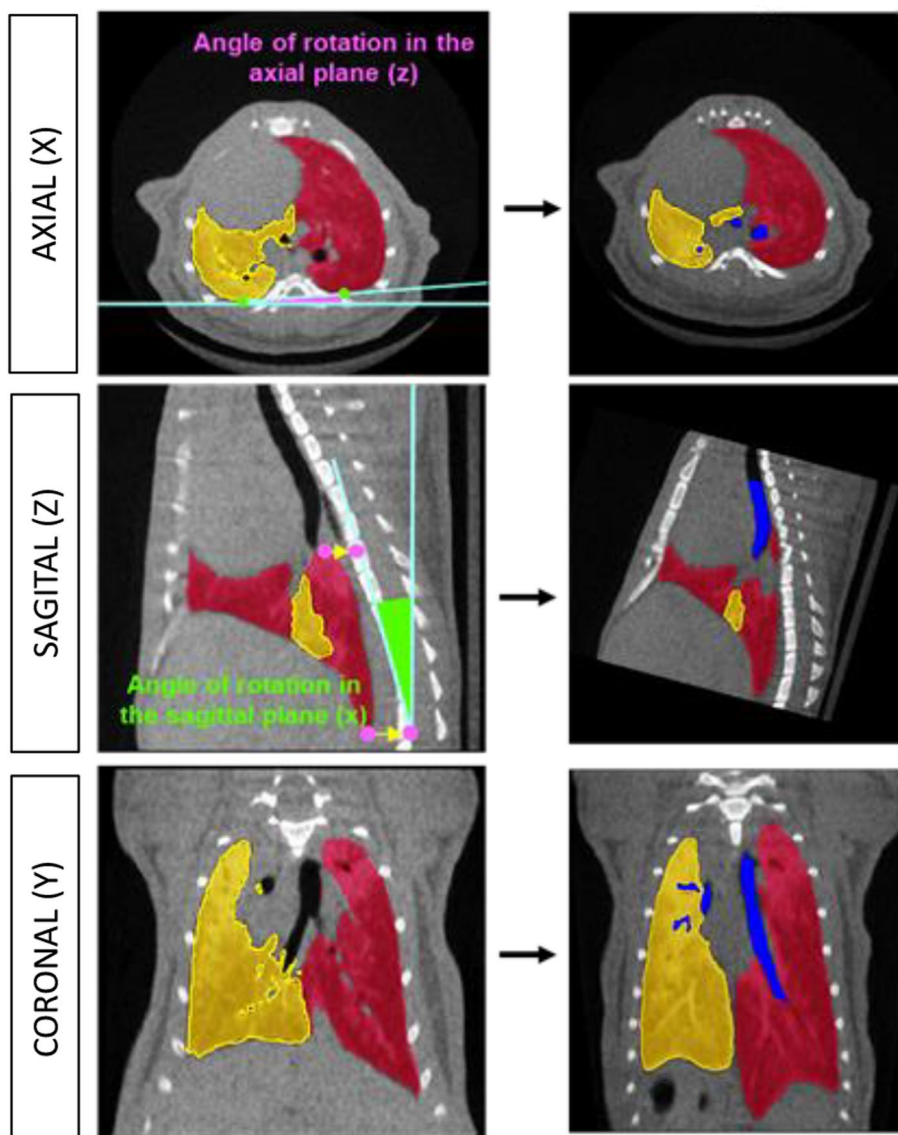 AXIAL (X)
Angle of rotation in the
axial plane (z)
SAGITAL (Z)
Angle of rotation in
the sagittal plane (x)
CORONAL (Y)